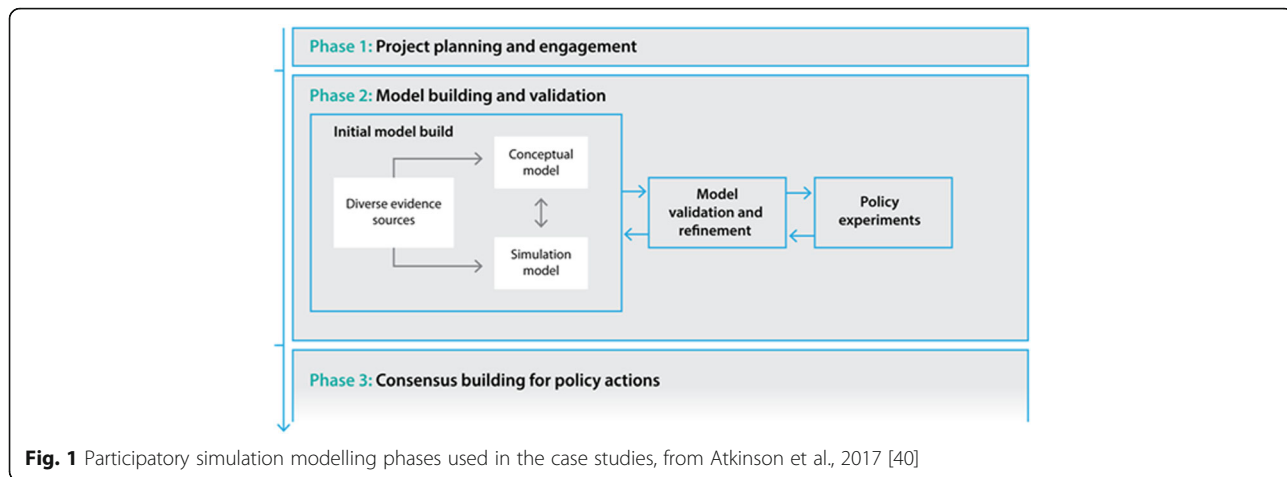 Phase 1: Project planning and engagement
Phase 2: Model building and validation
Initial model build
Diverse evidence
sources
Conceptual
model
Simulation
model
Model
validation and
refinement
Policy
experiments
Phase 3: Consensus building for policy actions
Fig. 1 Participatory simulation modelling phases used in the case studies, from Atkinson et al., 2017 [40]